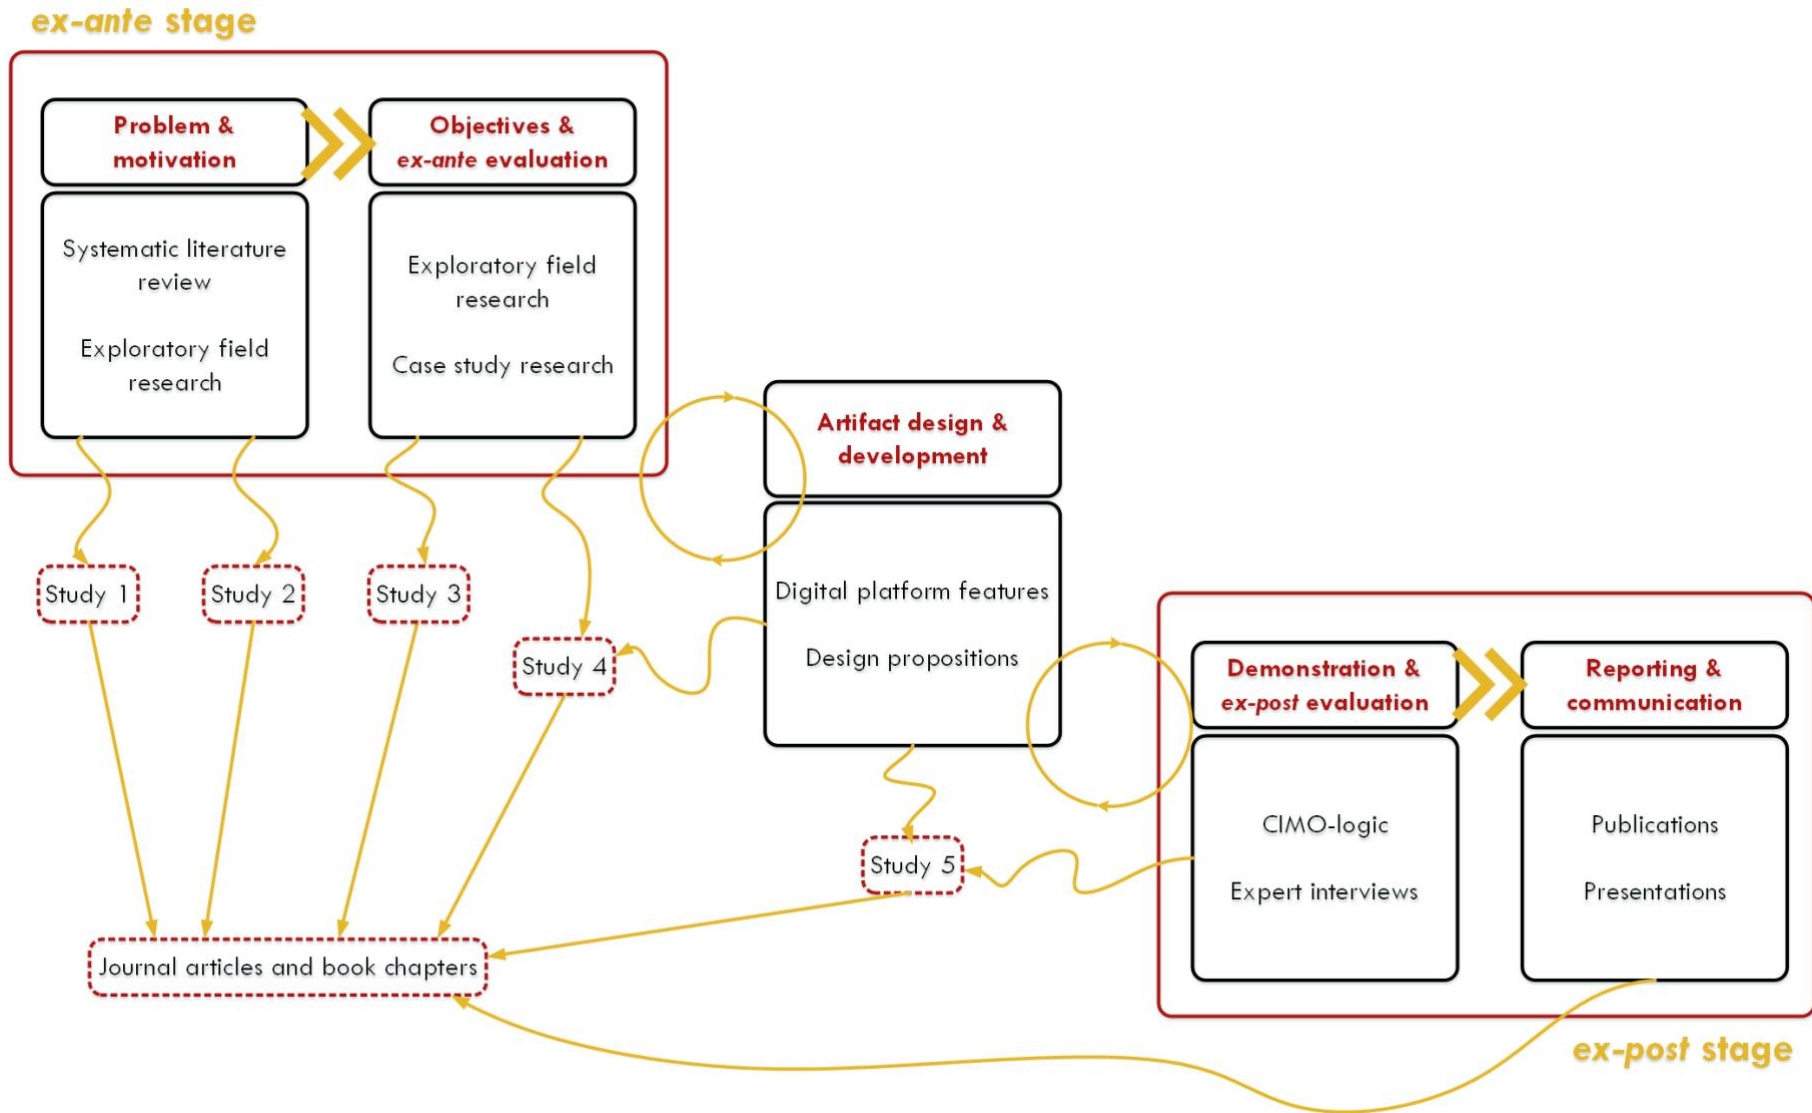 ex-ante stage
Problem &
motivation
Objectives &
ex-ante evaluation
Systematic literature
review
Exploratory field
research
Exploratory field
research
Case study research
Artifact design &
development
Digital platform features
Design propositions
Study 1
Study 2
Study 3
Study 4
Study 5
Demonstration &
ex-post evaluation
Reporting &
communication
CIMO-logic
Expert interviews
Publications
Presentations
Journal articles and book chapters
ex-post stage